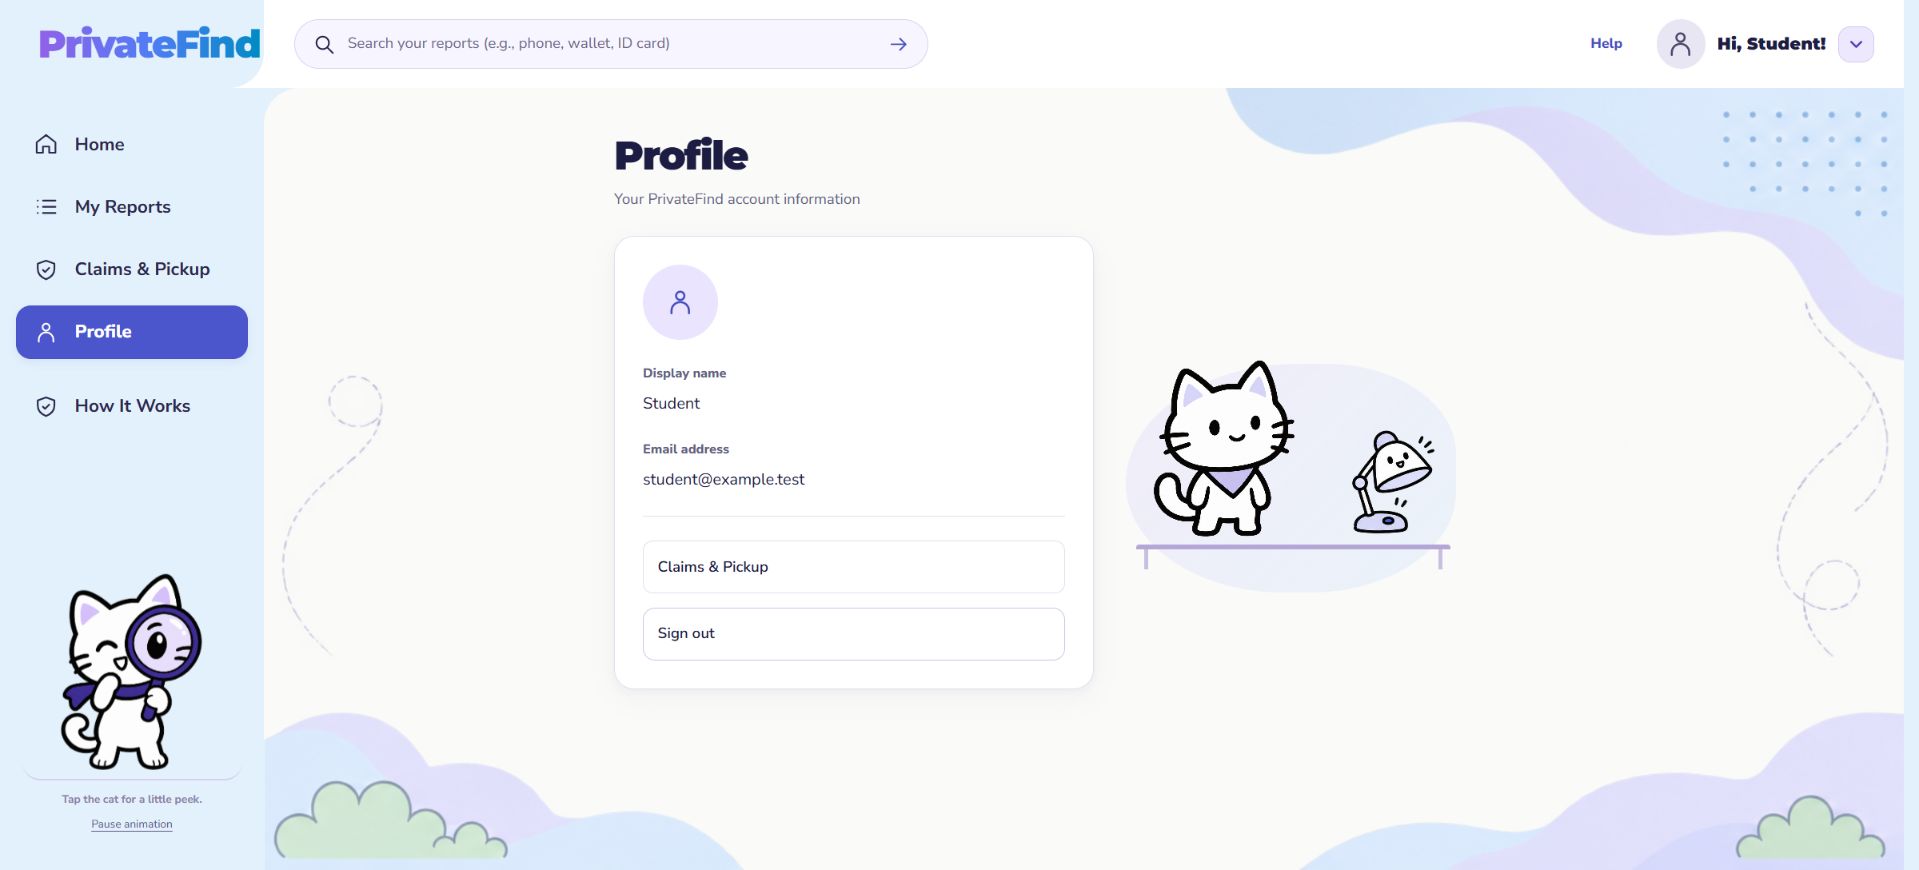 PrivateFind
Search your reports (e.g., phone, wallet, ID card)
Help
Hi, Student!
Home
My Reports
Claims & Pickup
Profile
How It Works
Tap the cat for a little peek.
Pause animation
Profile
Your PrivateFind account information
Display name
Student
Email address
student@example.test
Claims & Pickup
Sign out